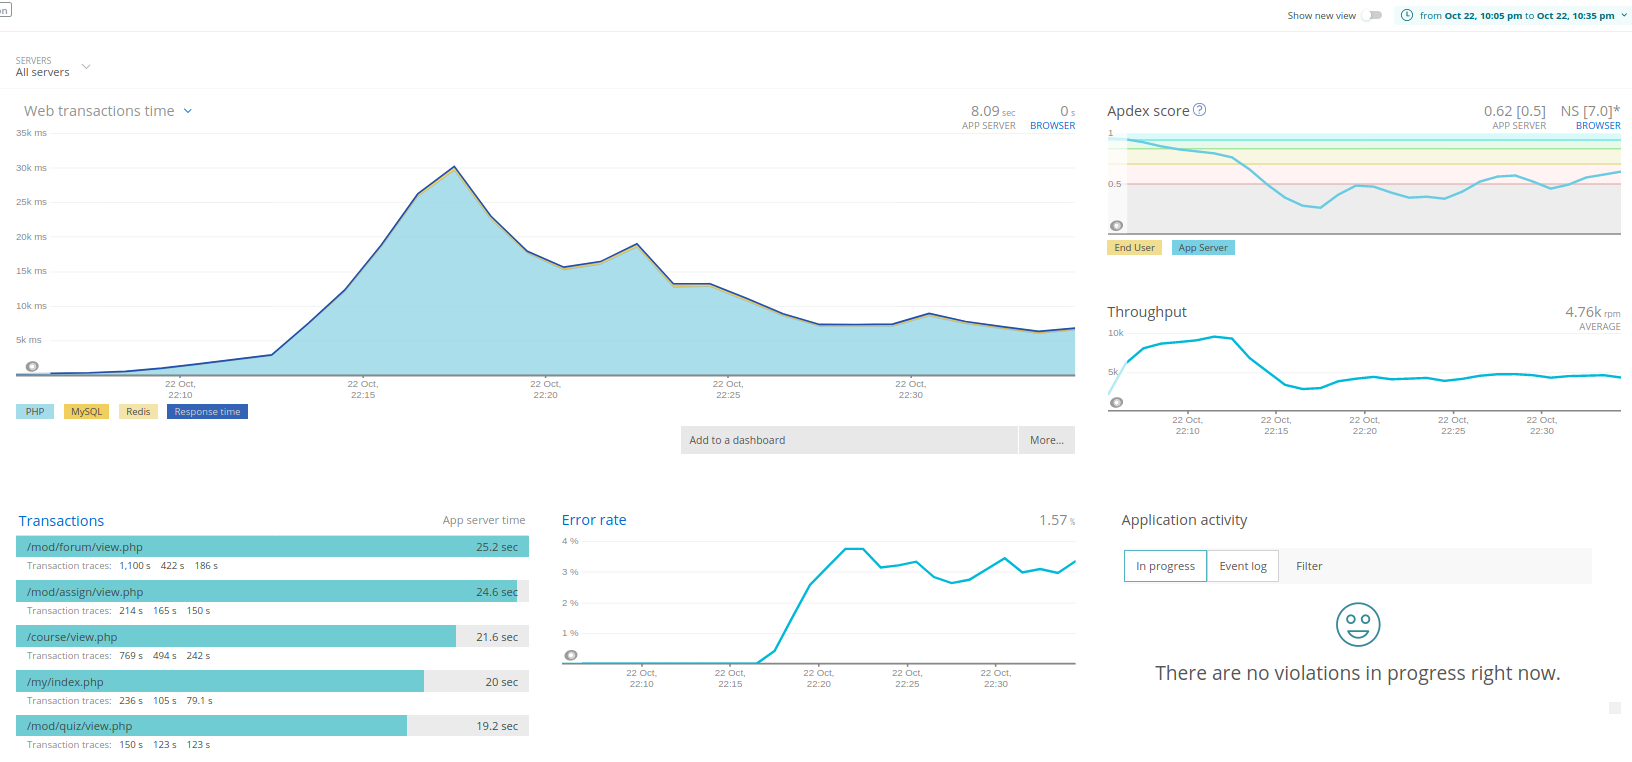 on
Show new view
from Oct 22, 10:05 pm to Oct 22, 10:35 pm
SERVERS
All servers
Web transactions time
8.09 sec
APP SERVER
0 s
BROWSER
35k ms
30k ms
25k ms
20k ms
15k ms
10k ms
5k ms
22 Oct,
22:10
22 Oct,
22:15
22 Oct,
22:20
22 Oct,
22:25
22 Oct,
22:30
PHP
MySQL
Redis
Response time
Add to a dashboard
More...
Apdex score ?
0.62 [0.5]
APP SERVER
NS [7.0]*
BROWSER
1
0.5
End User
App Server
Throughput
4.76k rpm
AVERAGE
10k
5k
22 Oct,
22:10
22 Oct,
22:15
22 Oct,
22:20
22 Oct,
22:25
22 Oct,
22:30
Transactions
App server time
/mod/forum/view.php 25.2 sec
Transaction traces: 1,100 s 422 s 186 s
/mod/assign/view.php 24.6 sec
Transaction traces: 214 s 165 s 150 s
/course/view.php 21.6 sec
Transaction traces: 769 s 494 s 242 s
/my/index.php 20 sec
Transaction traces: 236 s 105 s 79.1 s
/mod/quiz/view.php 19.2 sec
Transaction traces: 150 s 123 s 123 s
Error rate
1.57 %
4 %
3 %
2 %
1 %
22 Oct,
22:10
22 Oct,
22:15
22 Oct,
22:20
22 Oct,
22:25
22 Oct,
22:30
Application activity
In progress
Event log
Filter
There are no violations in progress right now.